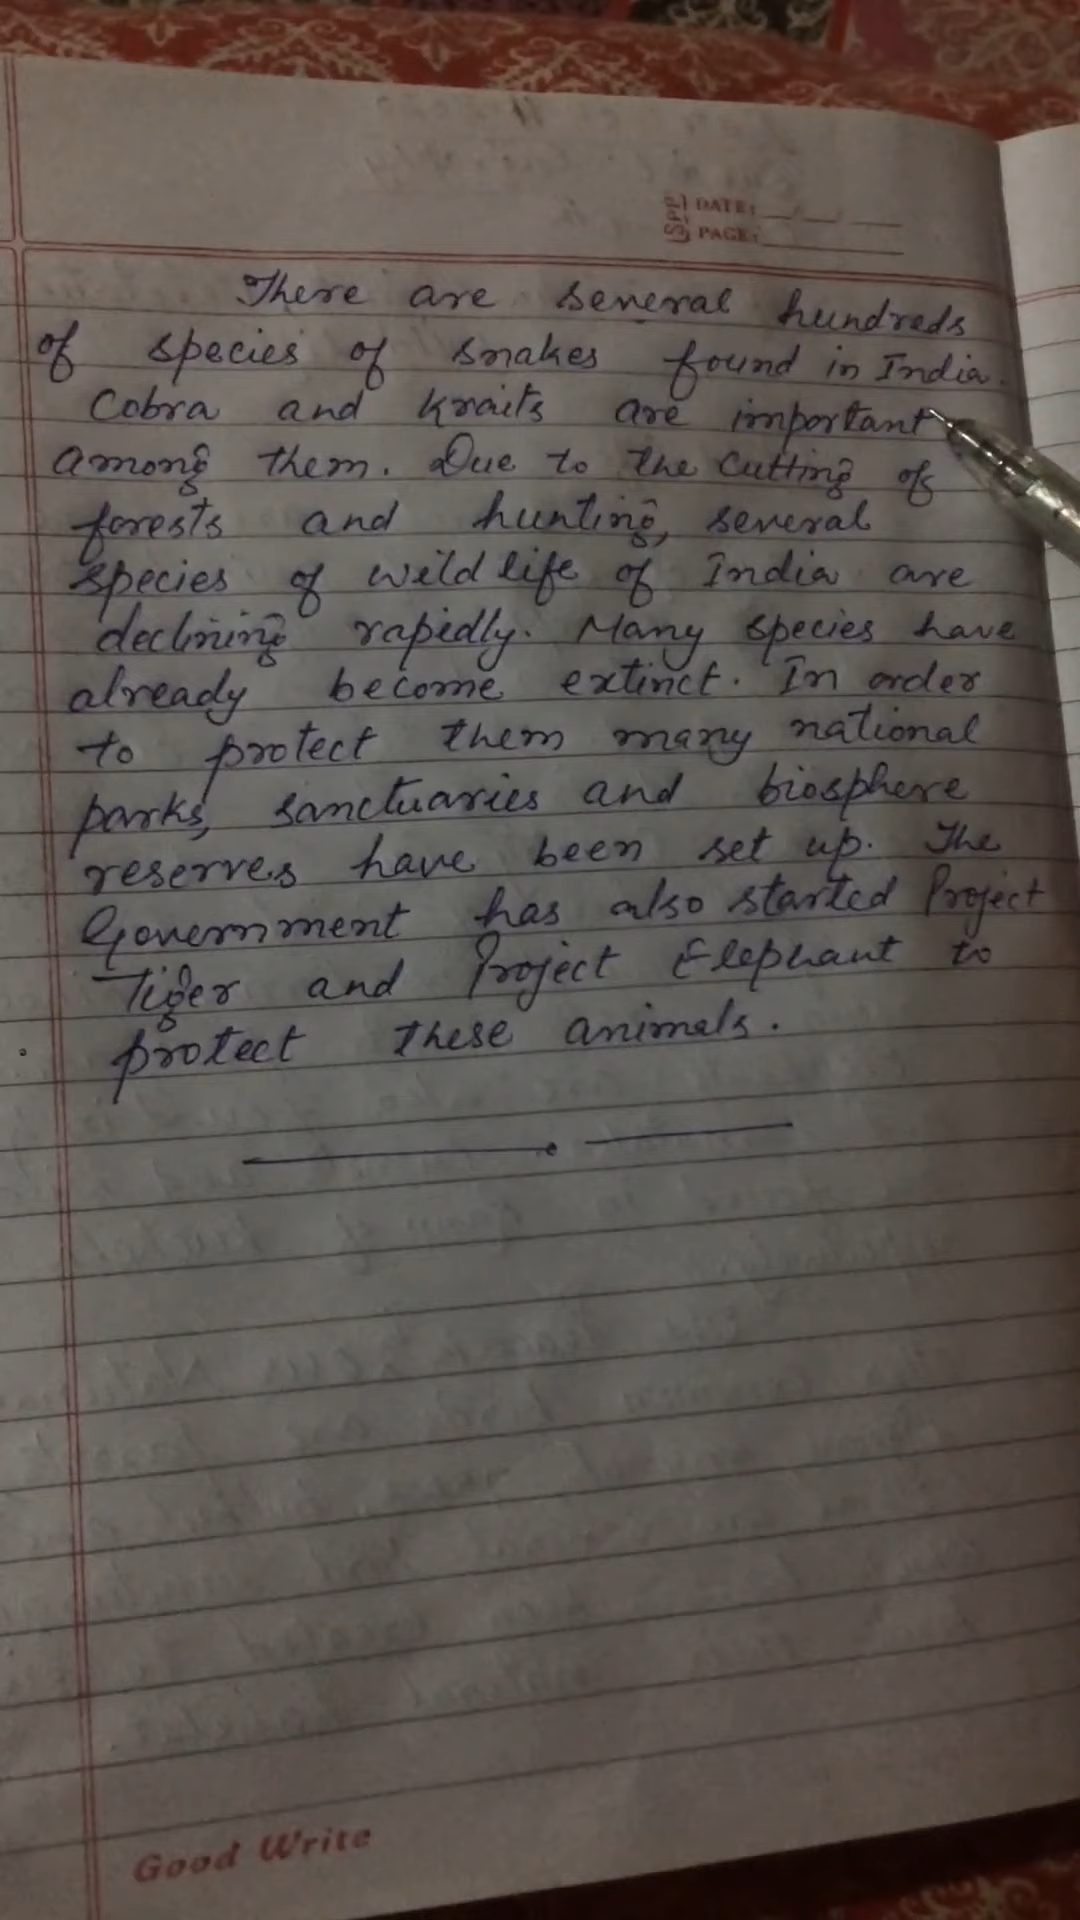 DATE:
PAGE:
There are several hundreds
of species of snakes found in India.
Cobra and kraits are important
among them. Due to the cutting of
forests and hunting, several
species of wild life of India are
declining rapidly. Many species have
already become extinct. In order
to protect them many national
parks, sanctuaries and biosphere
reserves have been set up. The
Government has also started Project
Tiger and Project Elephant to
protect these animals.
Good Write